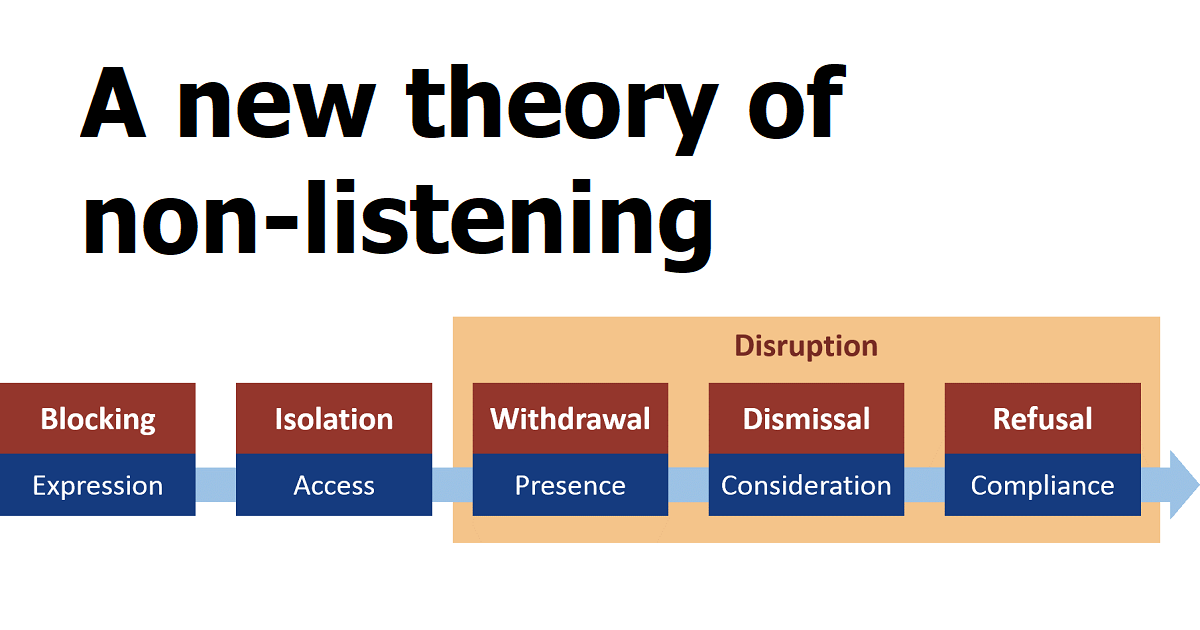 A new theory of
non-listening
Disruption
Blocking
Isolation
Withdrawal
Dismissal
Refusal
Expression
Access
Presence
Consideration
Compliance